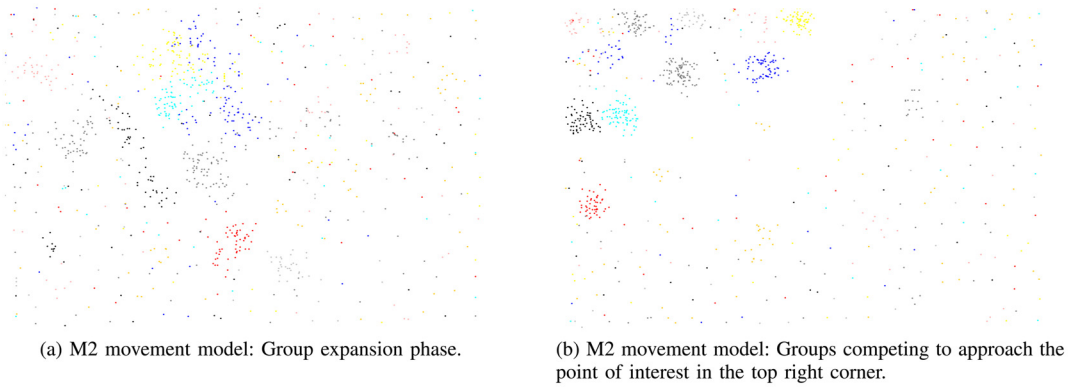 (a) M2 movement model: Group expansion phase.
(b) M2 movement model: Groups competing to approach the
point of interest in the top right corner.